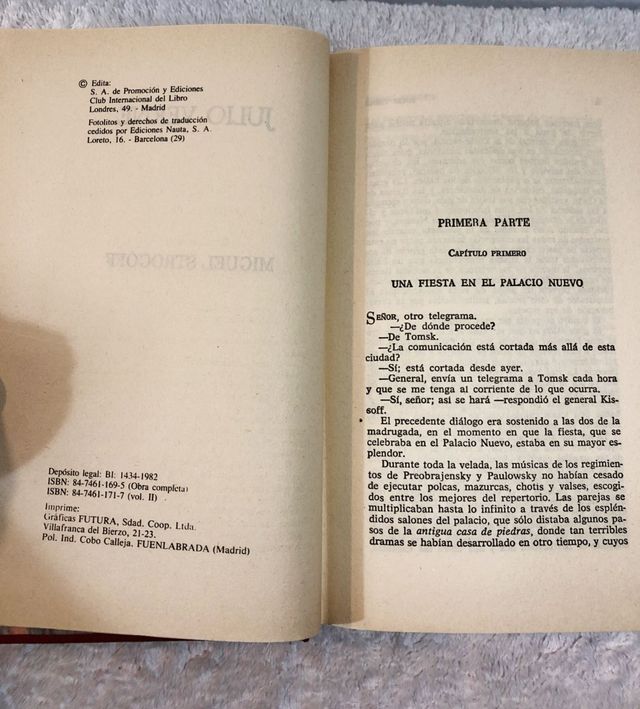 © Edita:
S. A. de Promoción y Ediciones
Club Internacional del Libro
Londres, 49. - Madrid
Fotolitos y derechos de traducción
cedidos por Ediciones Nauta, S. A.
Loreto, 16. - Barcelona (29)
JULIO VE
MIGUEL STROGOFF
Depósito legal: BI: 1434-1982
ISBN: 84-7461-169-5 (Obra completa)
ISBN: 84-7461-171-7 (vol. II)
Imprime:
Gráficas FUTURA, Sdad. Coop. Ltda.
Villafranca del Bierzo, 21-23.
Pol. Ind. Cobo Calleja. FUENLABRADA (Madrid)
PRIMERA PARTE
CAPÍTULO PRIMERO
UNA FIESTA EN EL PALACIO NUEVO
SEÑOR, otro telegrama.
—¿De dónde procede?
—De Tomsk.
—¿La comunicación está cortada más allá de esta
ciudad?
—Sí; está cortada desde ayer.
—General, envía un telegrama a Tomsk cada hora
y que se me tenga al corriente de lo que ocurra.
—Sí, señor; así se hará —respondió el general Kis-
soff.
El precedente diálogo era sostenido a las dos de la
madrugada, en el momento en que la fiesta, que se
celebraba en el Palacio Nuevo, estaba en su mayor es-
plendor.
Durante toda la velada, las músicas de los regimien-
tos de Preobrajensky y Paulowsky no habían cesado
de ejecutar polcas, mazurcas, chotis y valses, escogi-
dos entre los mejores del repertorio. Las parejas se
multiplicaban hasta lo infinito a través de los esplén-
didos salones del palacio, que sólo distaba algunos pa-
sos de la antigua casa de piedras, donde tan terribles
dramas se habían desarrollado en otro tiempo, y cuyos